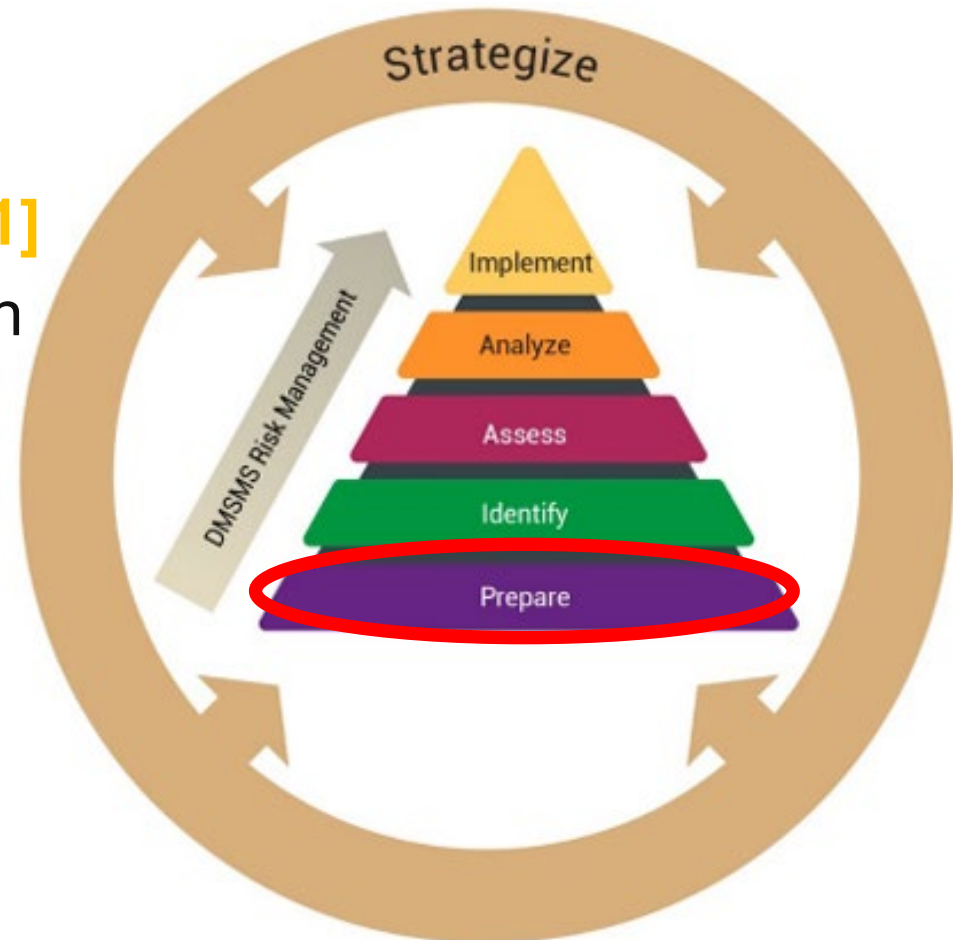 Strategize
]
n
DMSMS Risk Management
Implement
Analyze
Assess
Identify
Prepare